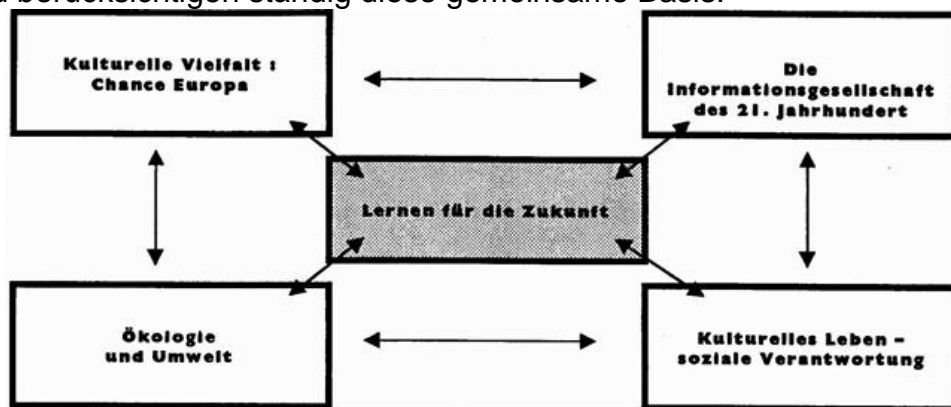 berücksichtigen ständig diese gemeinsame Basis.
Kulturelle Vielfalt :
Chance Europa
Die
Informationsgesellschaft
des 21. Jahrhundert
Lernen für die Zukunft
Ökologie
und Umwelt
Kulturelles Leben –
soziale Verantwortung